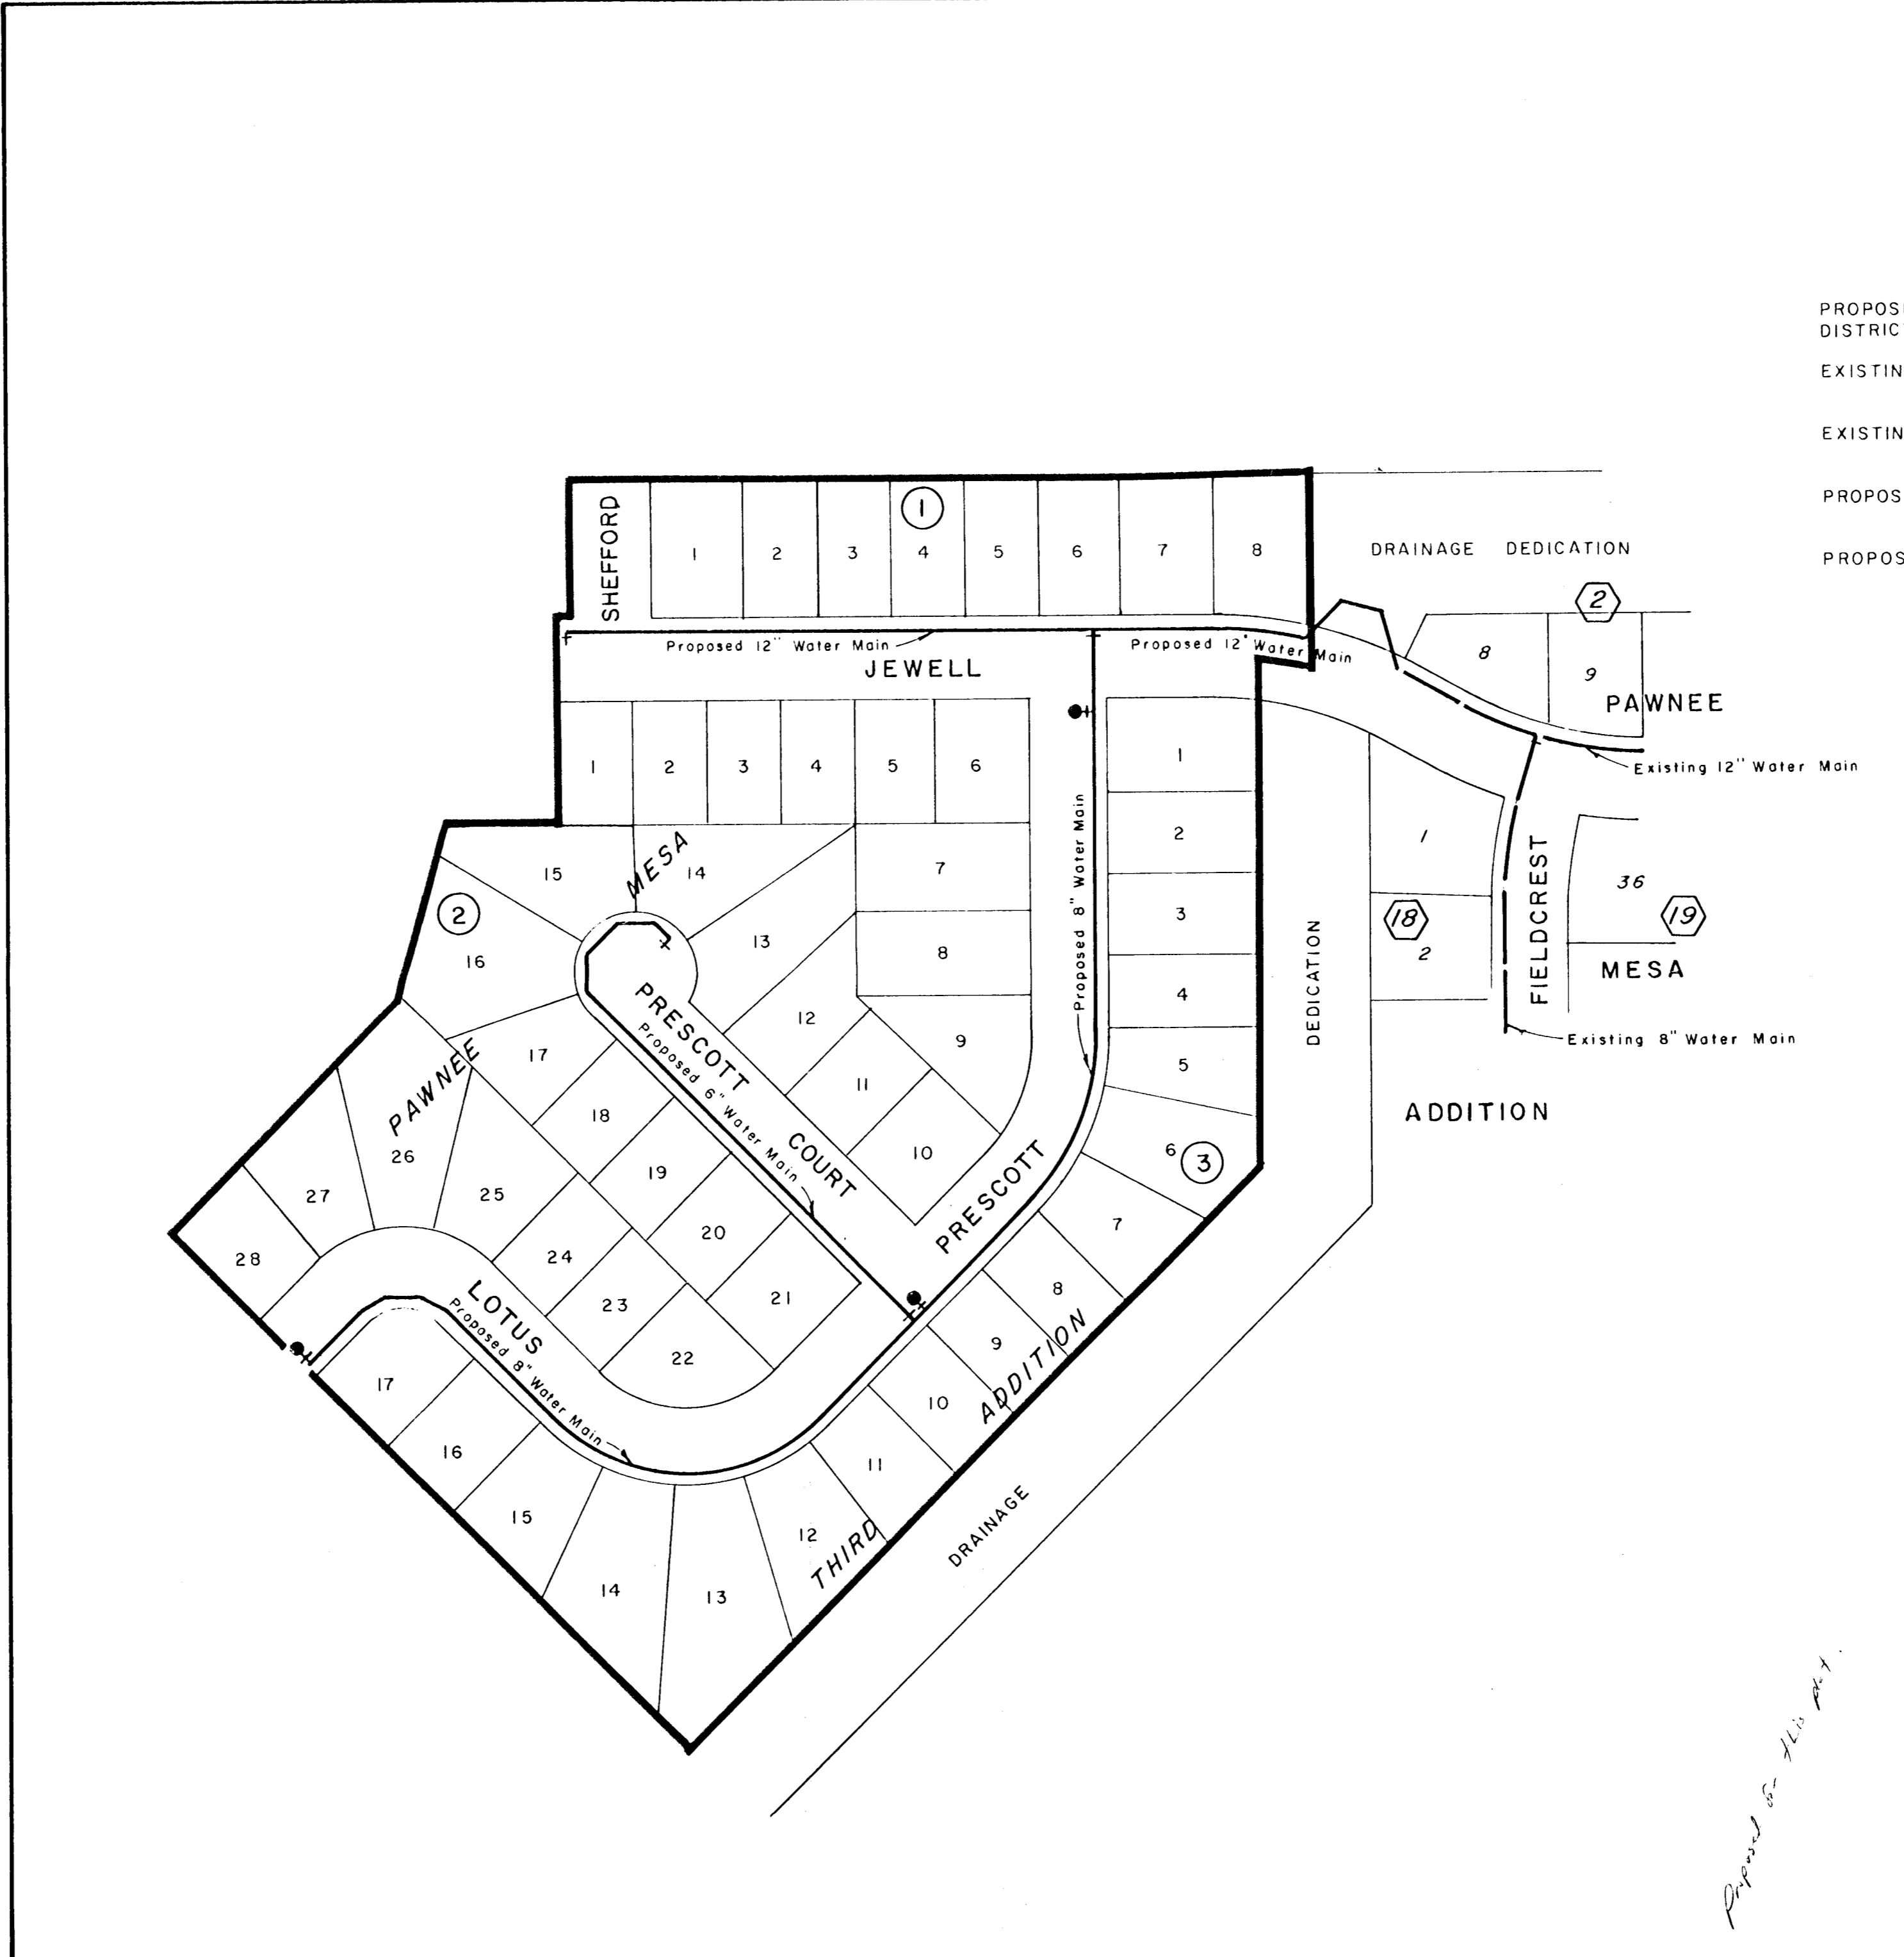 PROPOS
DISTRIC
EXISTIN
EXISTIN
PROPOS
PROPOS
SHEFFORD
1
1 2 3 4 5 6 7 8
DRAINAGE DEDICATION
2
8
9
PAWNEE
Proposed 12" Water Main
Proposed 12" Water Main
JEWELL
Existing 12" Water Main
1 2 3 4 5 6
7
8
9
10
11
12
13
14
15
16
2
MESA
PRESCOTT COURT
Proposed 6" Water Main
Proposed 8" Water Main
1
2
3
4
5
6
3
7
8
9
10
11
12
13
14
15
16
17
DEDICATION
1
18
2
FIELDCREST
36
19
MESA
Existing 8" Water Main
ADDITION
PAWNEE
17
18
19
20
21
22
23
24
25
26
27
28
PRESCOTT
LOTUS
Proposed 8" Water Main
ADDITION
THIRD
DRAINAGE